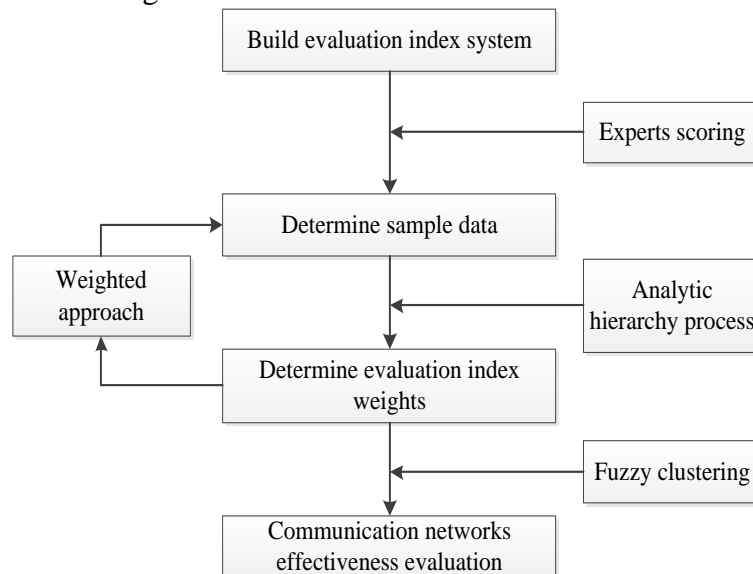 Build evaluation index system
Experts scoring
Determine sample data
Weighted
approach
Analytic
hierarchy process
Determine evaluation index
weights
Fuzzy clustering
Communication networks
effectiveness evaluation